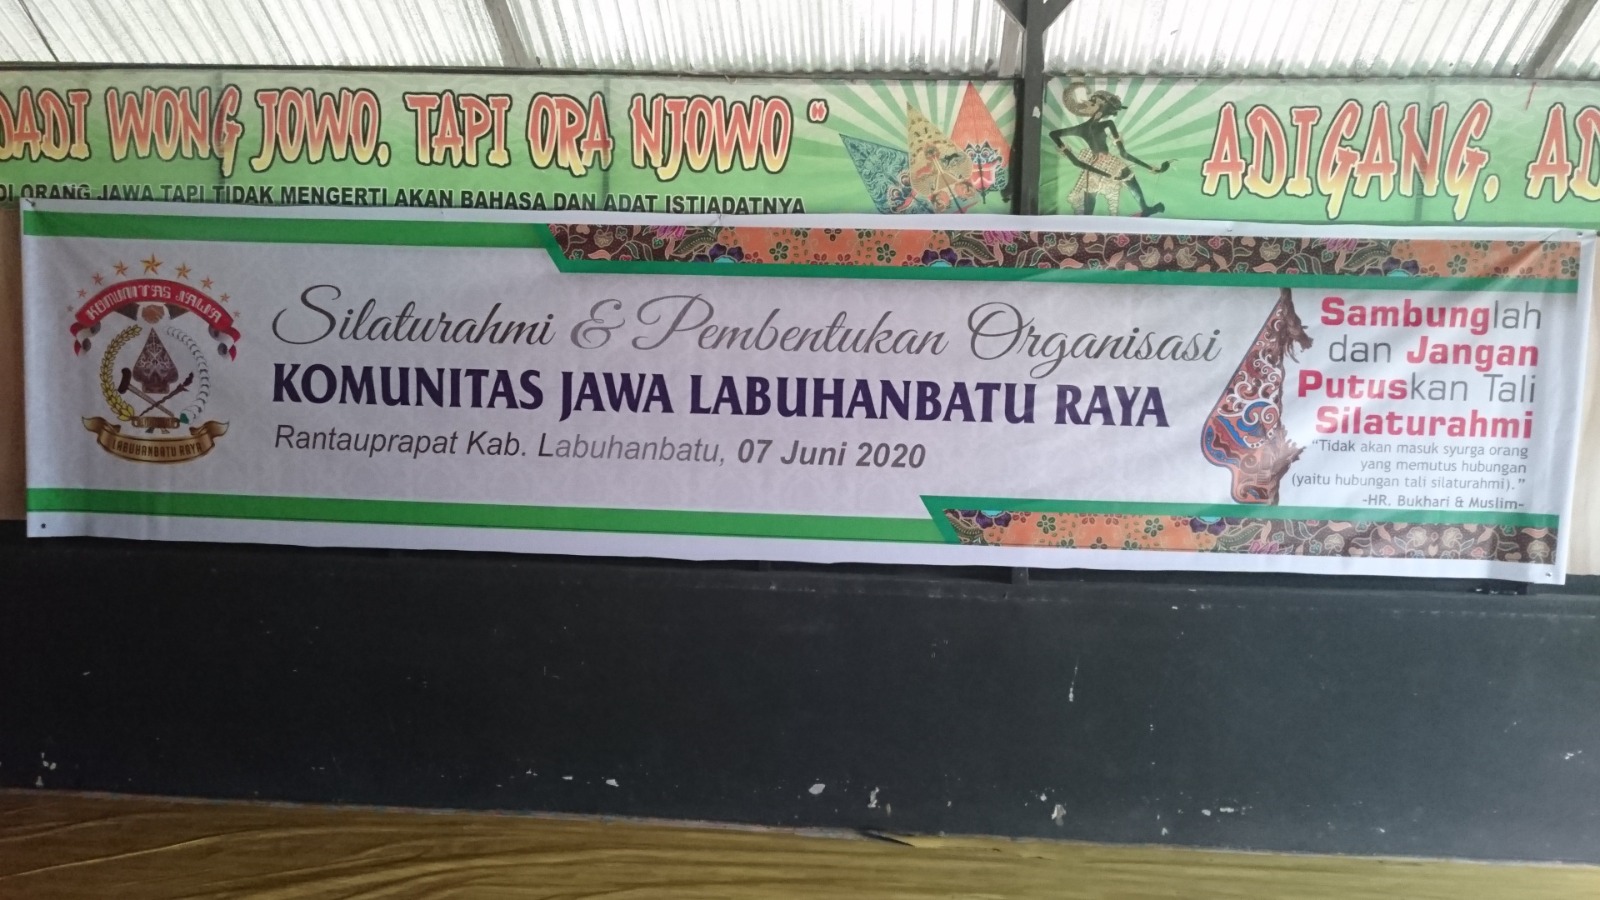 DADI WONG JOWO, TAPI ORA NJOWO "
DI ORANG JAWA TAPI TIDAK MENGERTI AKAN BAHASA DAN ADAT ISTIADATNYA
ADIGANG, AD
KOMUNITAS JAWA
LABUHANBATU RAYA
Silaturahmi & Pembentukan Organisasi
KOMUNITAS JAWA LABUHANBATU RAYA
Rantauprapat Kab. Labuhanbatu, 07 Juni 2020
Sambunglah
dan Jangan
Putuskan Tali
Silaturahmi
"Tidak akan masuk syurga orang
yang memutus hubungan
(yaitu hubungan tali silaturahmi)."
-HR. Bukhari & Muslim-